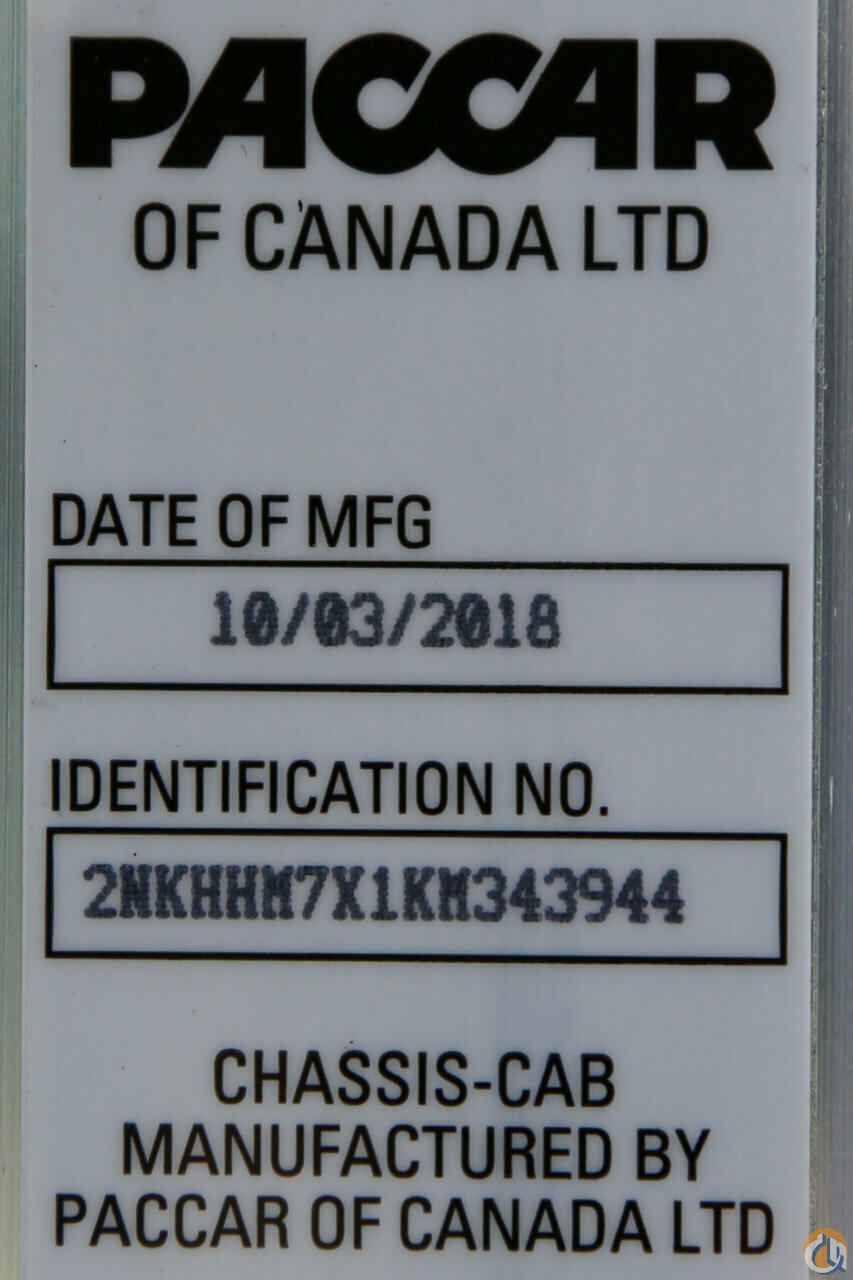 PACCAR
OF CANADA LTD
DATE OF MFG
10/03/2018
IDENTIFICATION NO.
2NKHHM7X1KM343944
CHASSIS-CAB
MANUFACTURED BY
PACCAR OF CANADA LTD